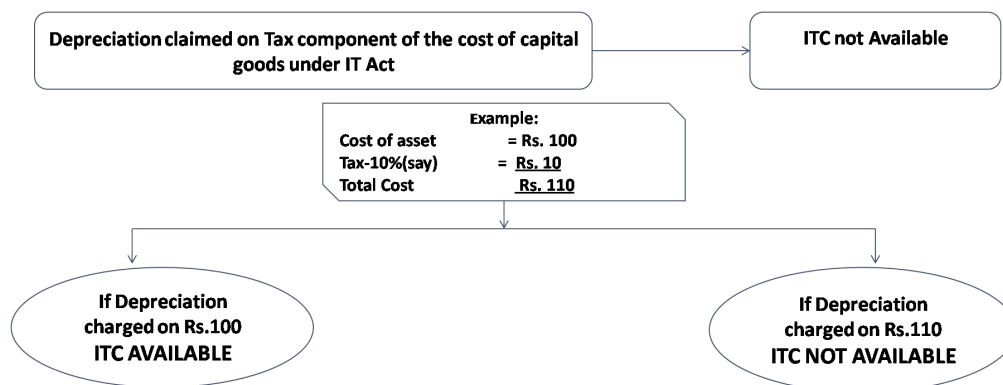 Depreciation claimed on Tax component of the cost of capital
goods under IT Act
ITC not Available
Example:
Cost of asset = Rs. 100
Tax-10%(say) = Rs. 10
Total Cost Rs. 110
If Depreciation
charged on Rs.100
ITC AVAILABLE
If Depreciation
charged on Rs.110
ITC NOT AVAILABLE